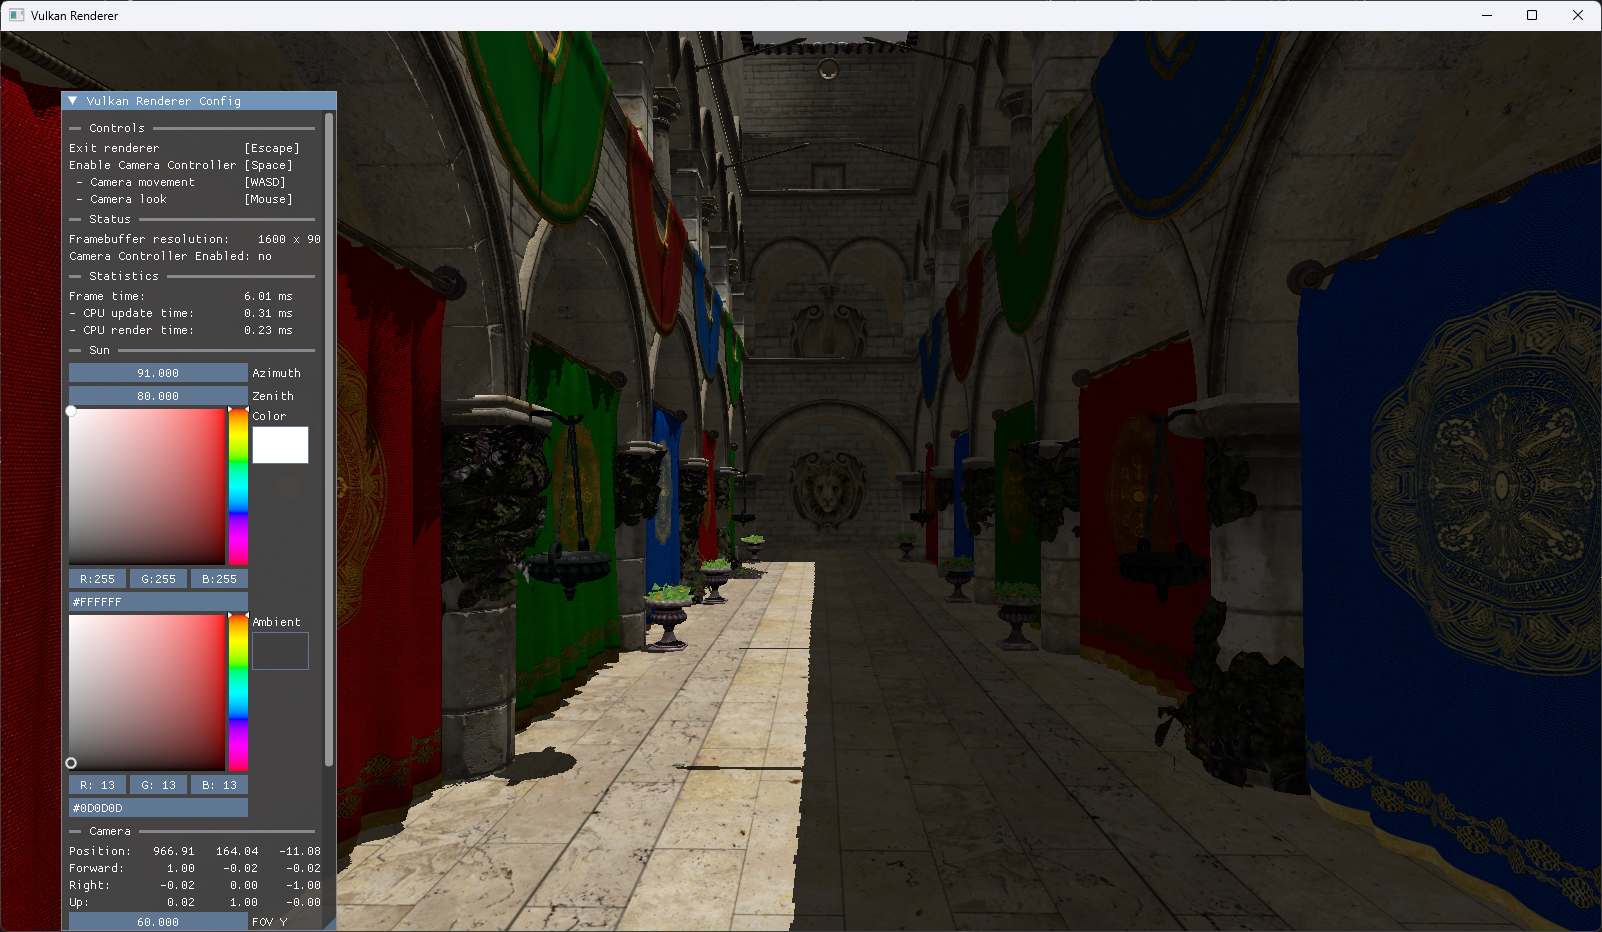 Vulkan Renderer
Vulkan Renderer Config
Controls
Exit renderer [Escape]
Enable Camera Controller [Space]
- Camera movement [WASD]
- Camera look [Mouse]
Status
Framebuffer resolution: 1600 x 90
Camera Controller Enabled: no
Statistics
Frame time: 6.01 ms
- CPU update time: 0.31 ms
- CPU render time: 0.23 ms
Sun
91.000 Azimuth
80.000 Zenith
Color
R:255 G:255 B:255
#FFFFFF
Ambient
R: 13 G: 13 B: 13
#0D0D0D
Camera
Position: 966.91 164.04 -11.08
Forward: 1.00 -0.02 -0.02
Right: -0.02 0.00 -1.00
Up: 0.02 1.00 -0.00
60.000 FOV Y